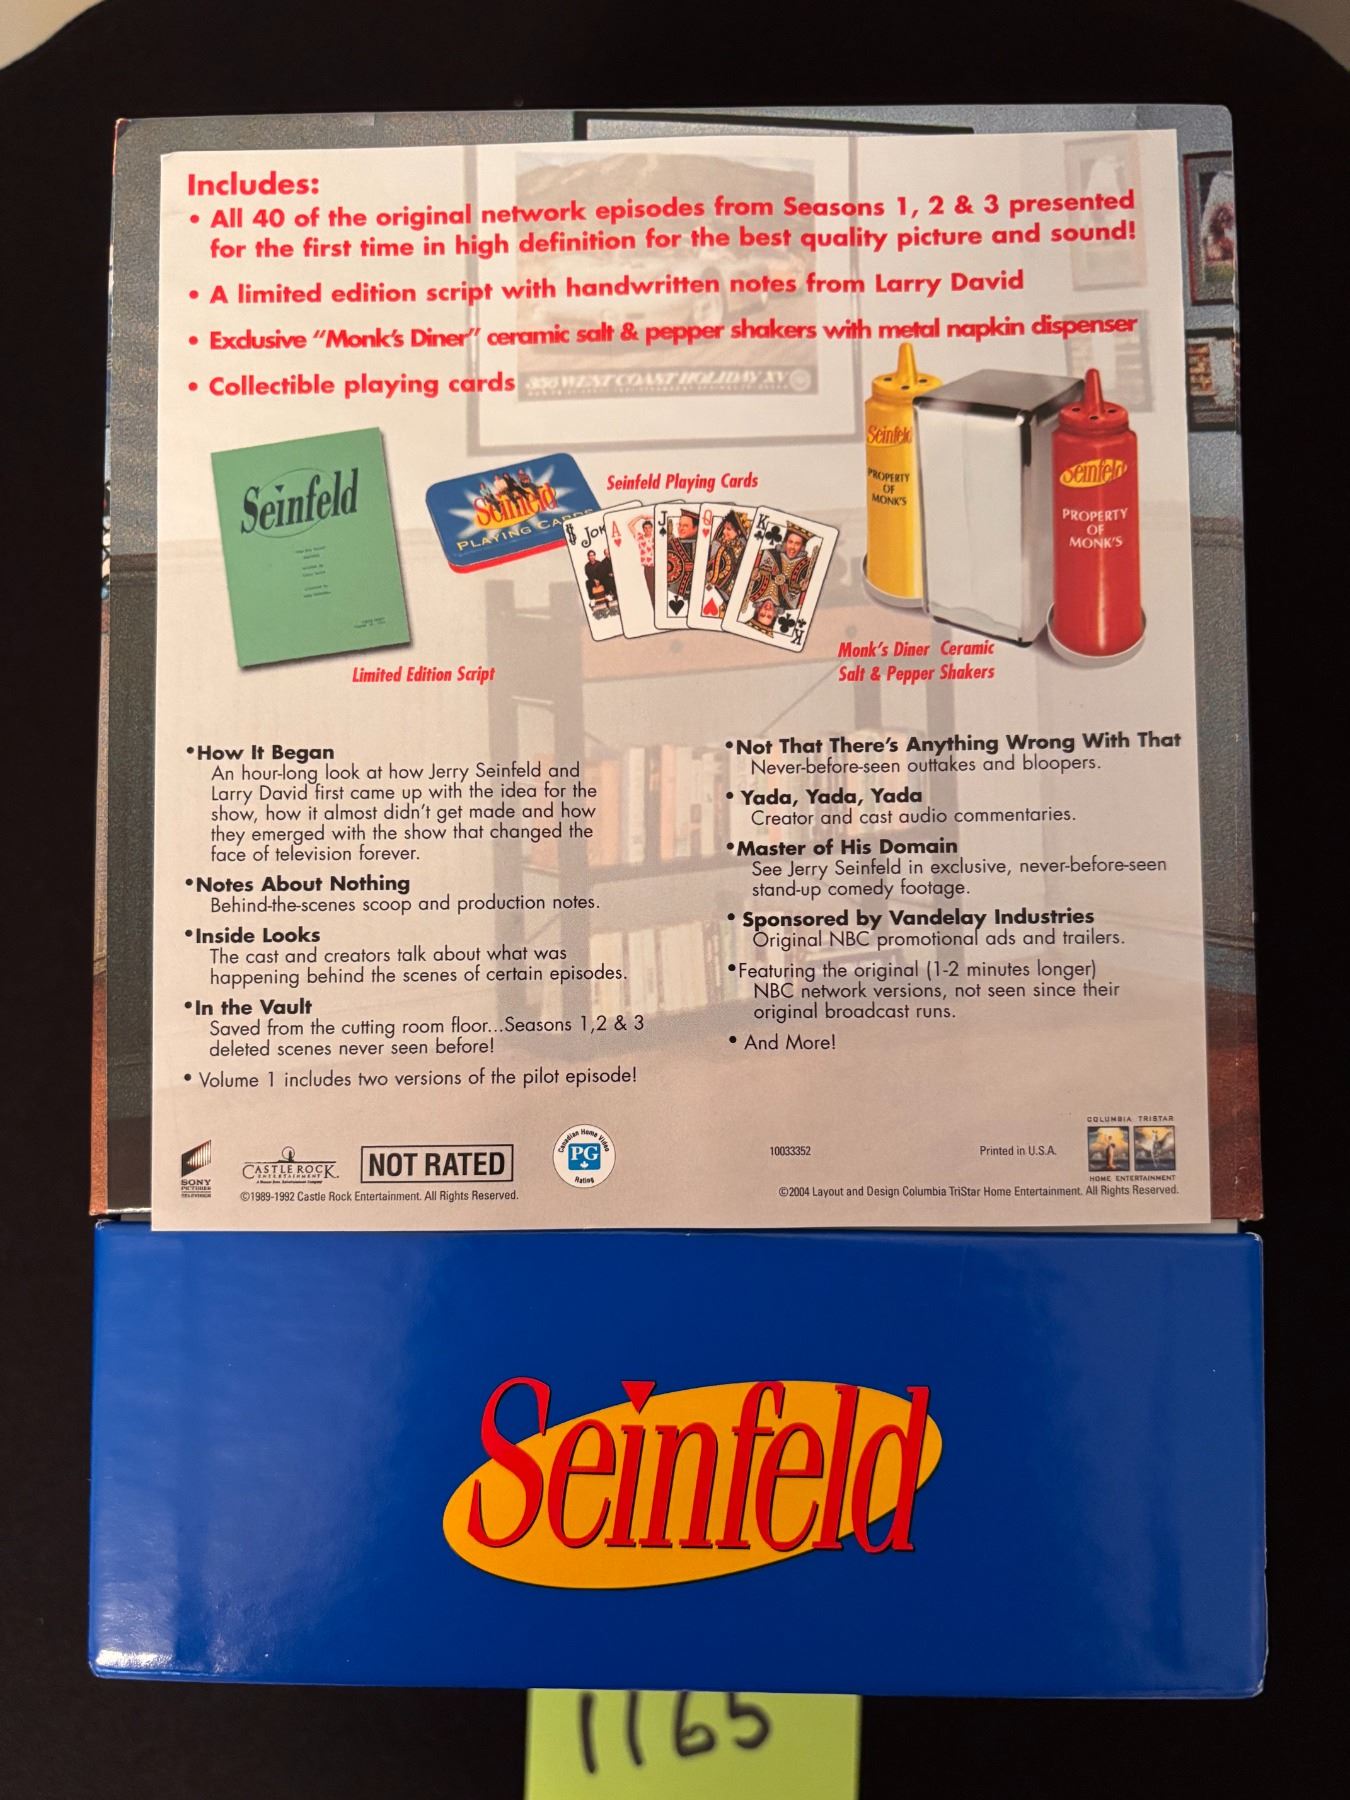 Includes:
• All 40 of the original network episodes from Seasons 1, 2 & 3 presented
for the first time in high definition for the best quality picture and sound!
• A limited edition script with handwritten notes from Larry David
• Exclusive "Monk's Diner" ceramic salt & pepper shakers with metal napkin dispenser
• Collectible playing cards
356 WEST COAST HOLIDAY XV
Seinfeld
Limited Edition Script
Seinfeld
PLAYING CARDS
Seinfeld Playing Cards
JOK
A
J
Q
K
K
Seinfeld
PROPERTY
OF
MONK'S
Seinfeld
PROPERTY
OF
MONK'S
Monk's Diner Ceramic
Salt & Pepper Shakers
•How It Began
An hour-long look at how Jerry Seinfeld and
Larry David first came up with the idea for the
show, how it almost didn't get made and how
they emerged with the show that changed the
face of television forever.
•Notes About Nothing
Behind-the-scenes scoop and production notes.
•Inside Looks
The cast and creators talk about what was
happening behind the scenes of certain episodes.
•In the Vault
Saved from the cutting room floor...Seasons 1,2 & 3
deleted scenes never seen before!
• Volume 1 includes two versions of the pilot episode!
•Not That There's Anything Wrong With That
Never-before-seen outtakes and bloopers.
• Yada, Yada, Yada
Creator and cast audio commentaries.
•Master of His Domain
See Jerry Seinfeld in exclusive, never-before-seen
stand-up comedy footage.
• Sponsored by Vandelay Industries
Original NBC promotional ads and trailers.
•Featuring the original (1-2 minutes longer)
NBC network versions, not seen since their
original broadcast runs.
• And More!
SONY
PICTURES
TELEVISION
CASTLE ROCK
ENTERTAINMENT
NOT RATED
Canadian Home Video
PG
Rating
10033352
Printed in U.S.A.
COLUMBIA TRISTAR
HOME ENTERTAINMENT
©1989-1992 Castle Rock Entertainment. All Rights Reserved.
©2004 Layout and Design Columbia TriStar Home Entertainment. All Rights Reserved.
Seinfeld
1165